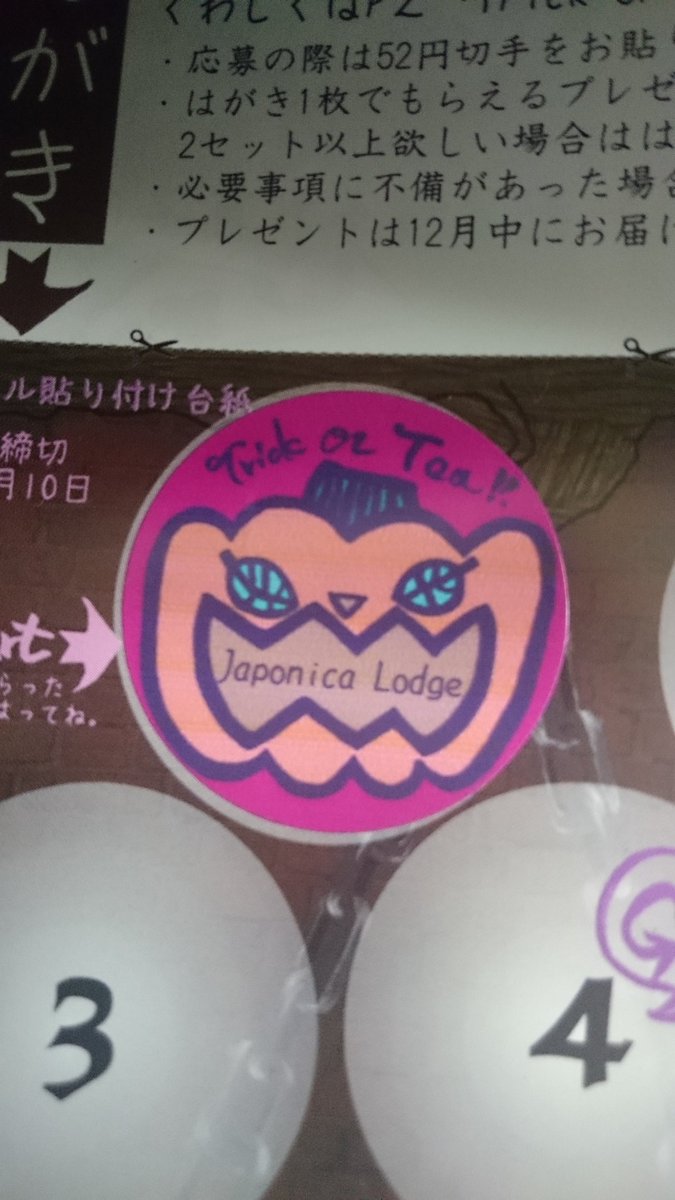 がき
・応募の際は52円切手をお貼
・はがき1枚でもらえるプレゼ
2セット以上欲しい場合はは
・必要事項に不備があった場合
・プレゼントは12月中にお届け
ル貼り付け台紙
締切
月10日
Trick or Tea!!
Japonica Lodge
らった
はってね。
3
4